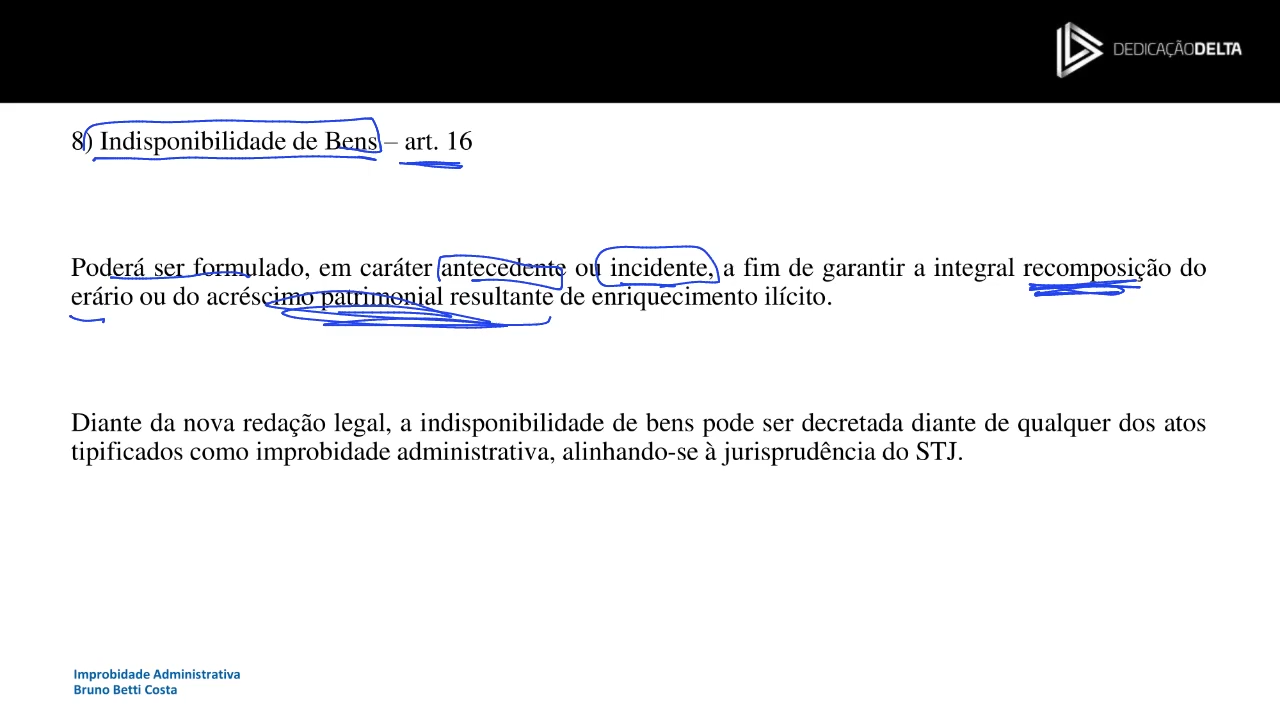 DEDICAÇÃODELTA
8) Indisponibilidade de Bens – art. 16
Poderá ser formulado, em caráter antecedente ou incidente, a fim de garantir a integral recomposição do
erário ou do acréscimo patrimonial resultante de enriquecimento ilícito.
Diante da nova redação legal, a indisponibilidade de bens pode ser decretada diante de qualquer dos atos
tipificados como improbidade administrativa, alinhando-se à jurisprudência do STJ.
Improbidade Administrativa
Bruno Betti Costa